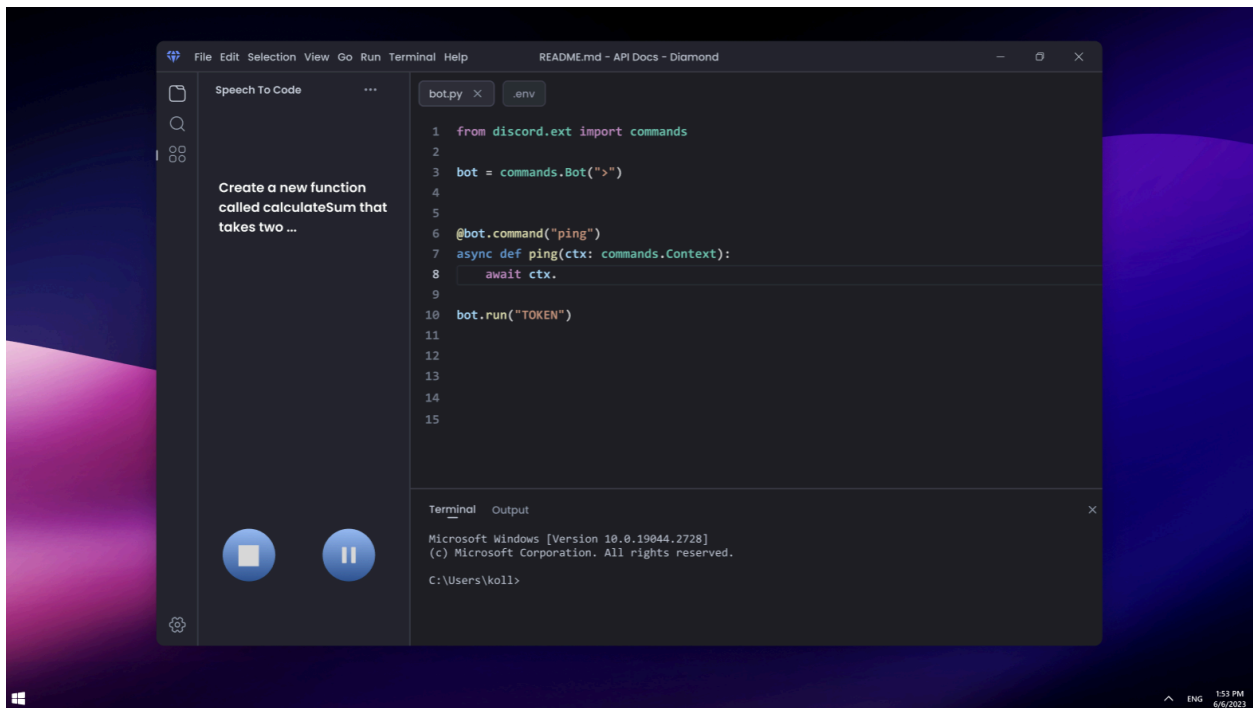 File Edit Selection View Go Run Terminal Help README.md - API Docs - Diamond
Speech To Code ...
Create a new function
called calculateSum that
takes two ...
bot.py .env
1 from discord.ext import commands
2
3 bot = commands.Bot(">")
4
5
6 @bot.command("ping")
7 async def ping(ctx: commands.Context):
8     await ctx.
9
10 bot.run("TOKEN")
11
12
13
14
15
Terminal Output
Microsoft Windows [Version 10.0.19044.2728]
(c) Microsoft Corporation. All rights reserved.
C:\Users\koll>
ENG 1:53 PM
6/6/2023